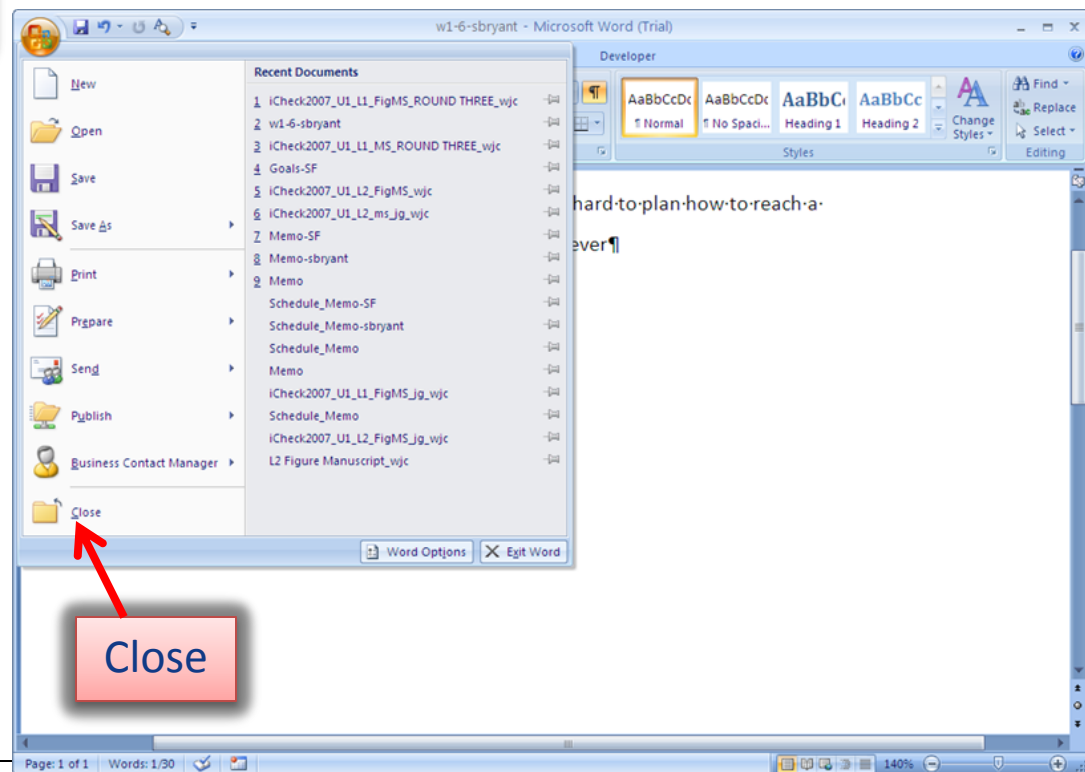 w1-6-sbryant - Microsoft Word (Trial)
Developer
New
Open
Save
Save As
Print
Prepare
Send
Publish
Business Contact Manager
Close
Recent Documents
1 iCheck2007_U1_L1_FigMS_ROUND THREE_wjc
2 w1-6-sbryant
3 iCheck2007_U1_L1_MS_ROUND THREE_wjc
4 Goals-SF
5 iCheck2007_U1_L2_FigMS_wjc
6 iCheck2007_U1_L2_ms_jg_wjc
7 Memo-SF
8 Memo-sbryant
9 Memo
Schedule_Memo-SF
Schedule_Memo-sbryant
Schedule_Memo
Memo
iCheck2007_U1_L1_FigMS_jg_wjc
Schedule_Memo
iCheck2007_U1_L2_FigMS_jg_wjc
L2 Figure Manuscript_wjc
Word Options
Exit Word
¶
AaBbCcDc AaBbCcDc AaBbC AaBbCc
¶ Normal ¶ No Spaci... Heading 1 Heading 2
Change
Styles
Styles
Find
Replace
Select
Editing
hard·to·plan·how·to·reach·a·
ever¶
Close
Page: 1 of 1 Words: 1/30 140%